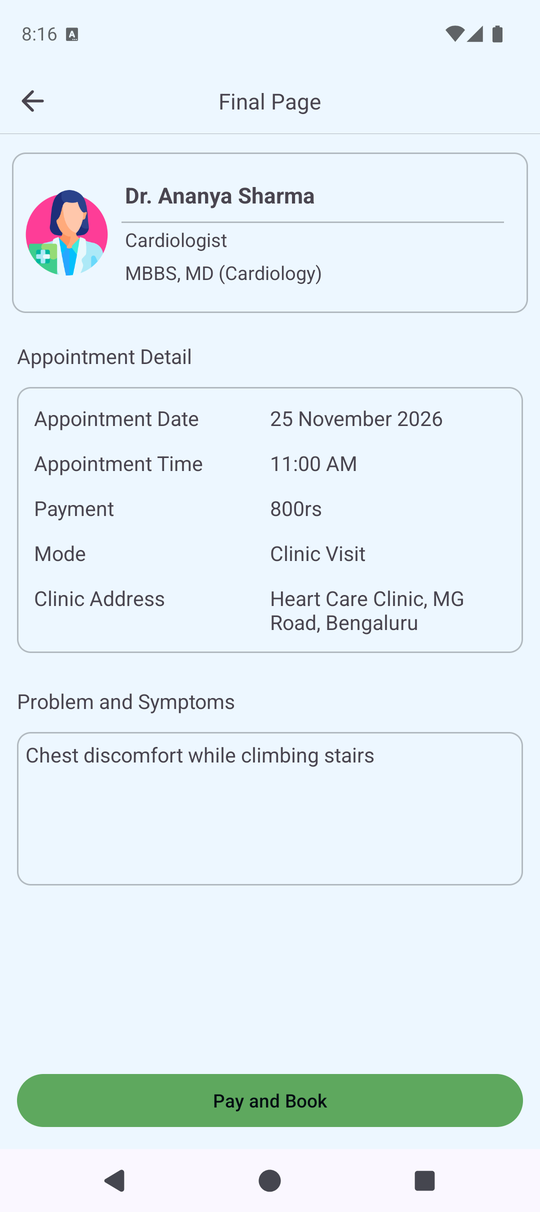 8:16
Final Page
Dr. Ananya Sharma
Cardiologist
MBBS, MD (Cardiology)
Appointment Detail
Appointment Date 25 November 2026
Appointment Time 11:00 AM
Payment 800rs
Mode Clinic Visit
Clinic Address Heart Care Clinic, MG
Road, Bengaluru
Problem and Symptoms
Chest discomfort while climbing stairs
Pay and Book